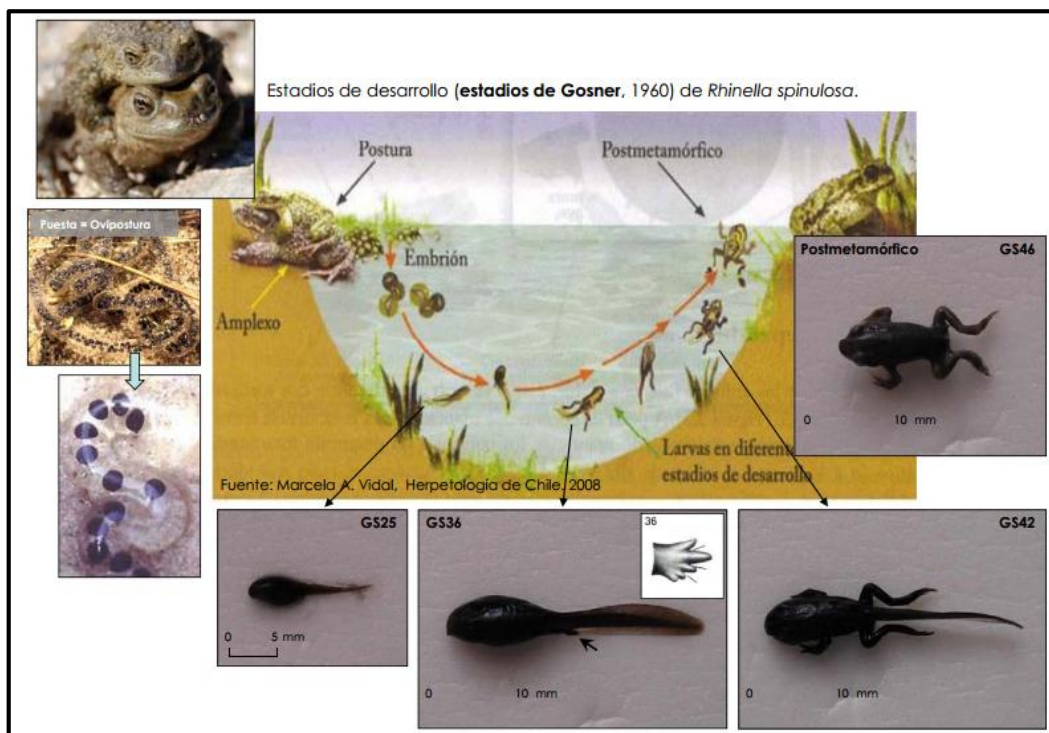 Estadios de desarrollo (estadios de Gosner, 1960) de Rhinella spinulosa.
Postura
Postmetamórfico
Puesta = Ovipostura
Embrión
Amplexo
Postmetamórfico GS46
0 10 mm
Larvas en diferent
estadios de desarrollo
Fuente: Marcela A. Vidal, Herpetología de Chile, 2008
GS25
0 5 mm
GS36
36
0 10 mm
GS42
0 10 mm